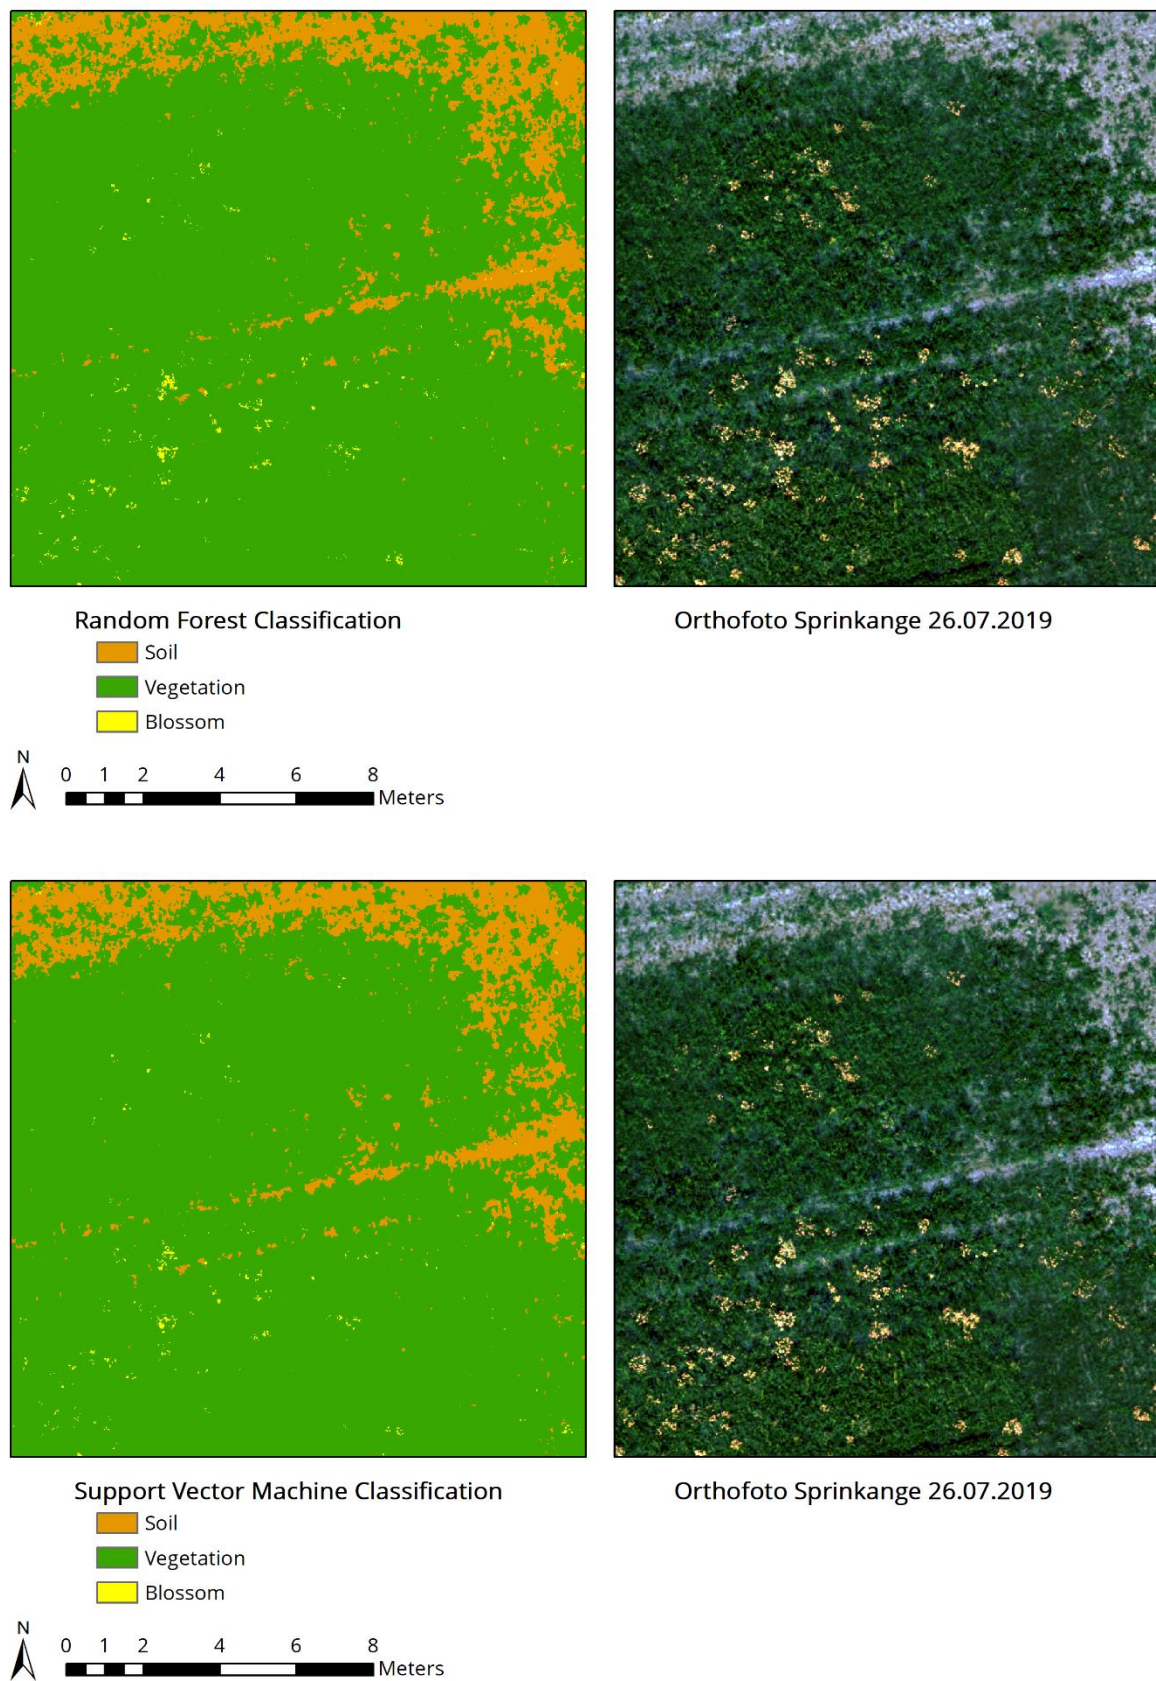 Random Forest Classification
Orthofoto Sprinkange 26.07.2019
Soil
Vegetation
Blossom
N
0 1 2 4 6 8
Meters
Support Vector Machine Classification
Orthofoto Sprinkange 26.07.2019
Soil
Vegetation
Blossom
N
0 1 2 4 6 8
Meters